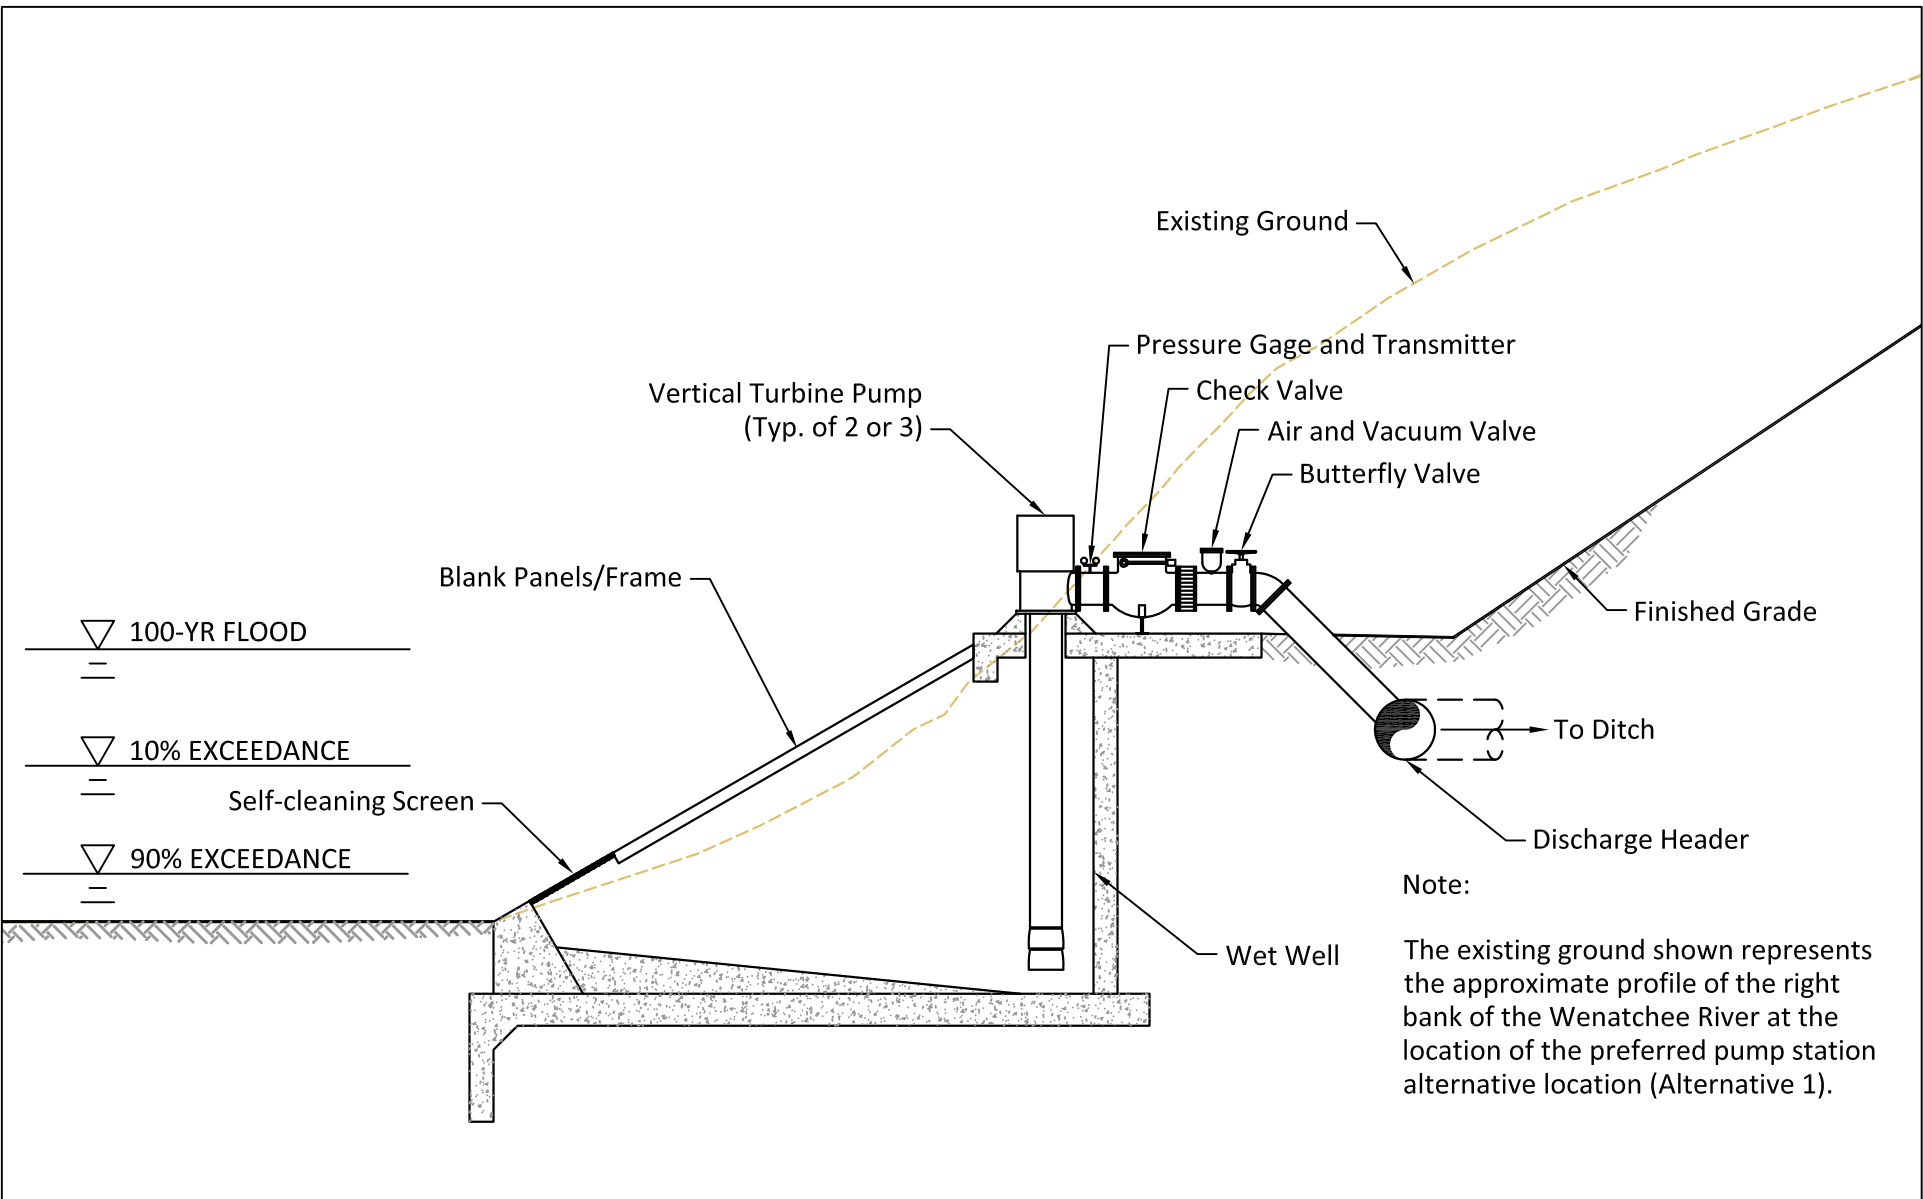 Existing Ground
Pressure Gage and Transmitter
Check Valve
Vertical Turbine Pump
(Typ. of 2 or 3)
Air and Vacuum Valve
Butterfly Valve
Blank Panels/Frame
Finished Grade
100-YR FLOOD
To Ditch
10% EXCEEDANCE
Self-cleaning Screen
Discharge Header
90% EXCEEDANCE
Wet Well
Note:
The existing ground shown represents
the approximate profile of the right
bank of the Wenatchee River at the
location of the preferred pump station
alternative location (Alternative 1).